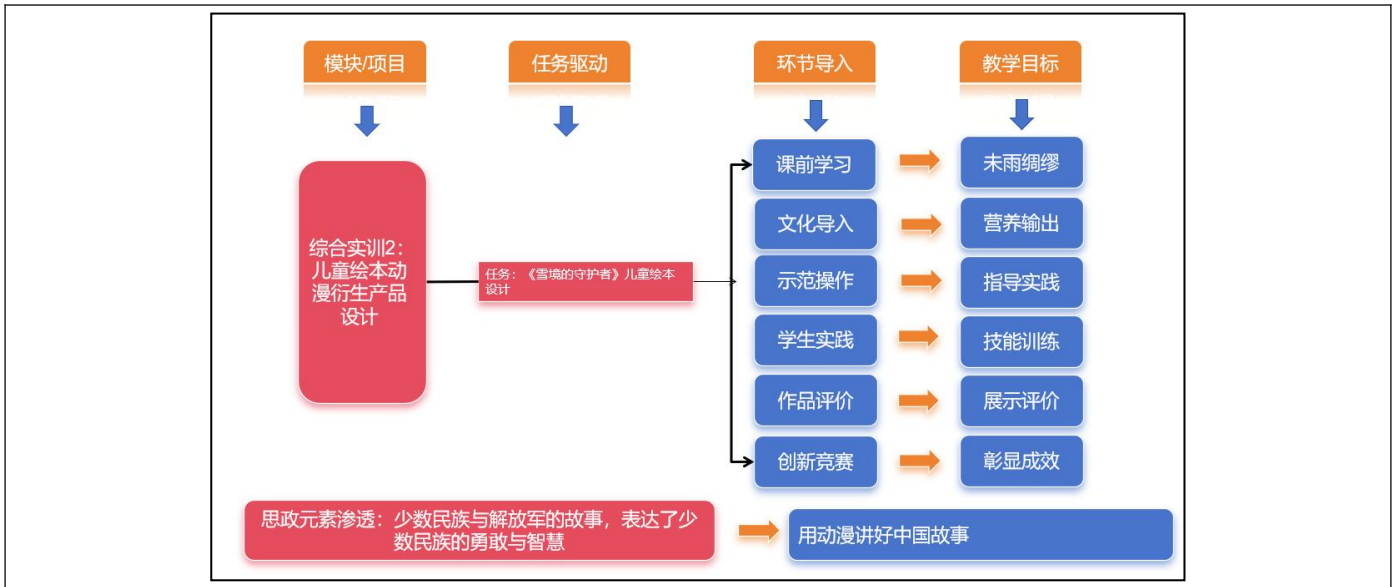 模块/项目
任务驱动
环节导入
教学目标
综合实训2：
儿童绘本动
漫衍生产品
设计
任务：《雪境的守护者》儿童绘本
设计
课前学习
未雨绸缪
文化导入
营养输出
示范操作
指导实践
学生实践
技能训练
作品评价
展示评价
创新竞赛
彰显成效
思政元素渗透：少数民族与解放军的故事，表达了少
数民族的勇敢与智慧
用动漫讲好中国故事